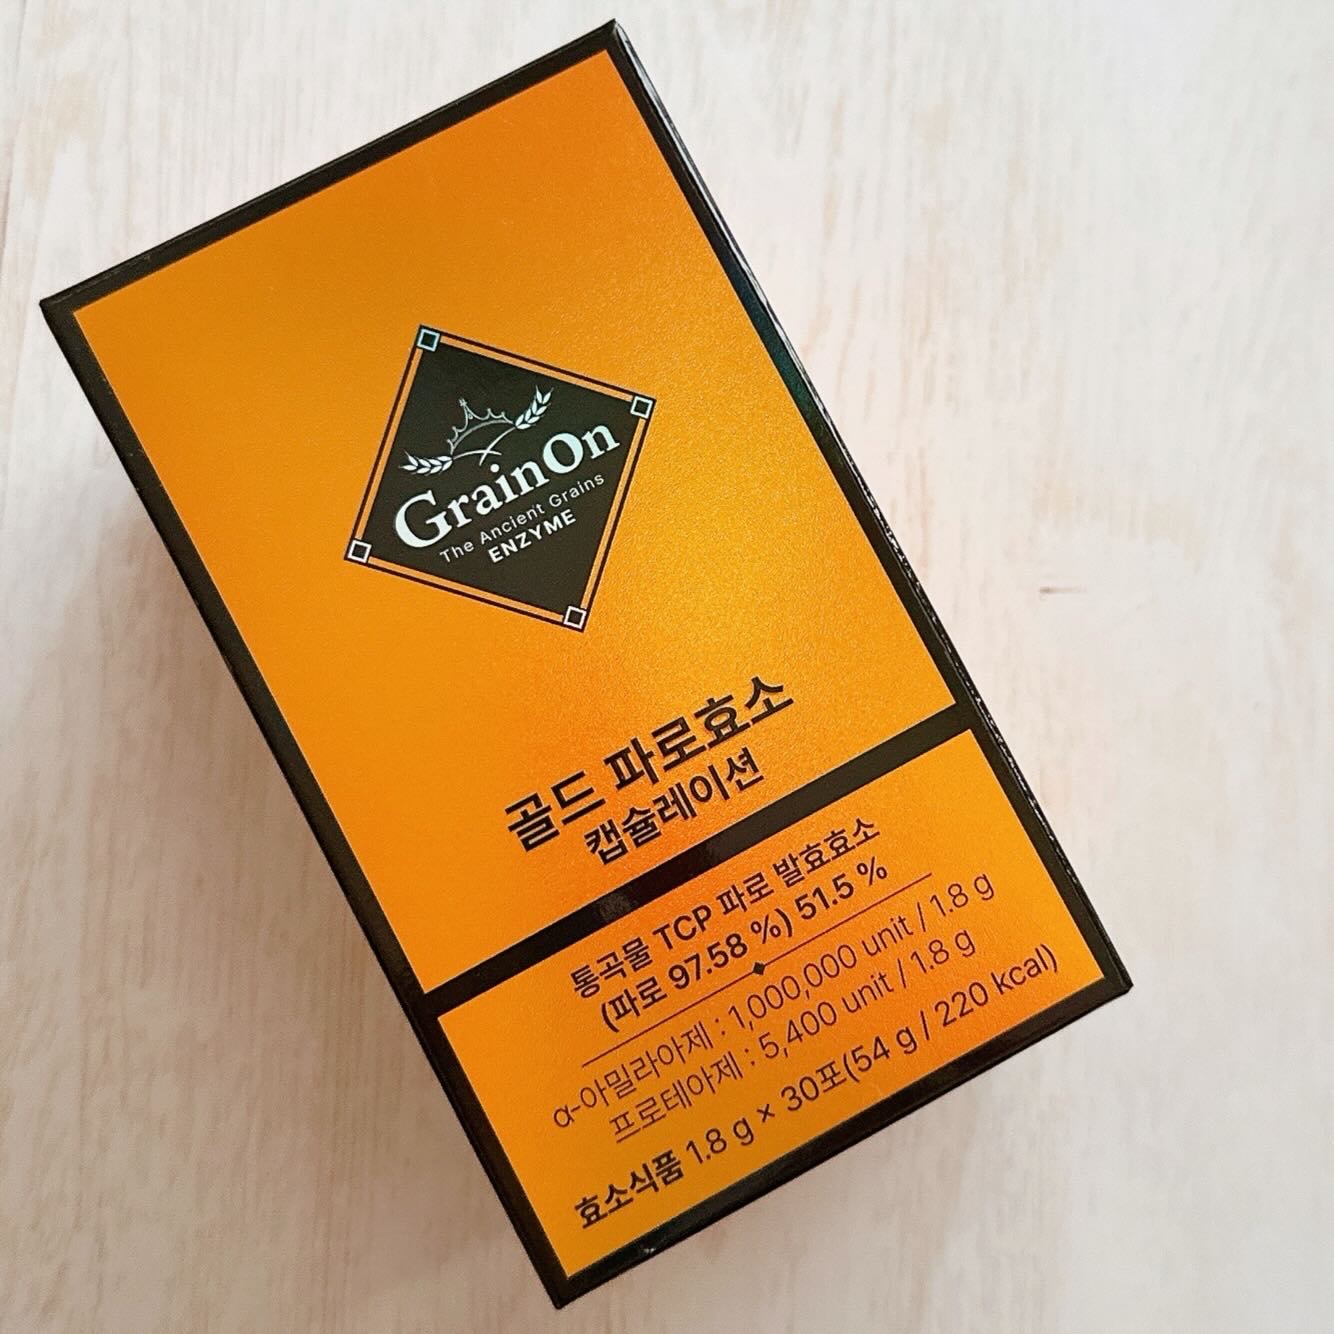 GrainOn
The Ancient Grains
ENZYME
골드 파로효소
캡슐레이션
통곡물 TCP 파로 발효효소
(파로 97.58 %) 51.5 %
α-아밀라아제 : 1,000,000 unit / 1.8 g
프로테아제 : 5,400 unit / 1.8 g
효소식품 1.8 g × 30포(54 g / 220 kcal)